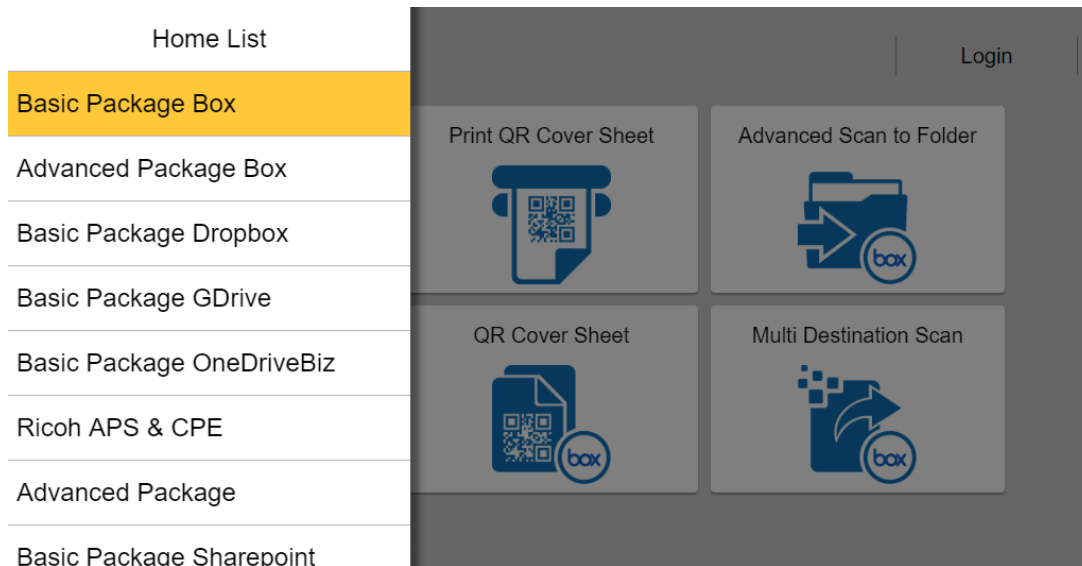 Home List
Basic Package Box
Advanced Package Box
Basic Package Dropbox
Basic Package GDrive
Basic Package OneDriveBiz
Ricoh APS & CPE
Advanced Package
Basic Package Sharepoint
Login
Print QR Cover Sheet
Advanced Scan to Folder
box
QR Cover Sheet
Multi Destination Scan
box
box